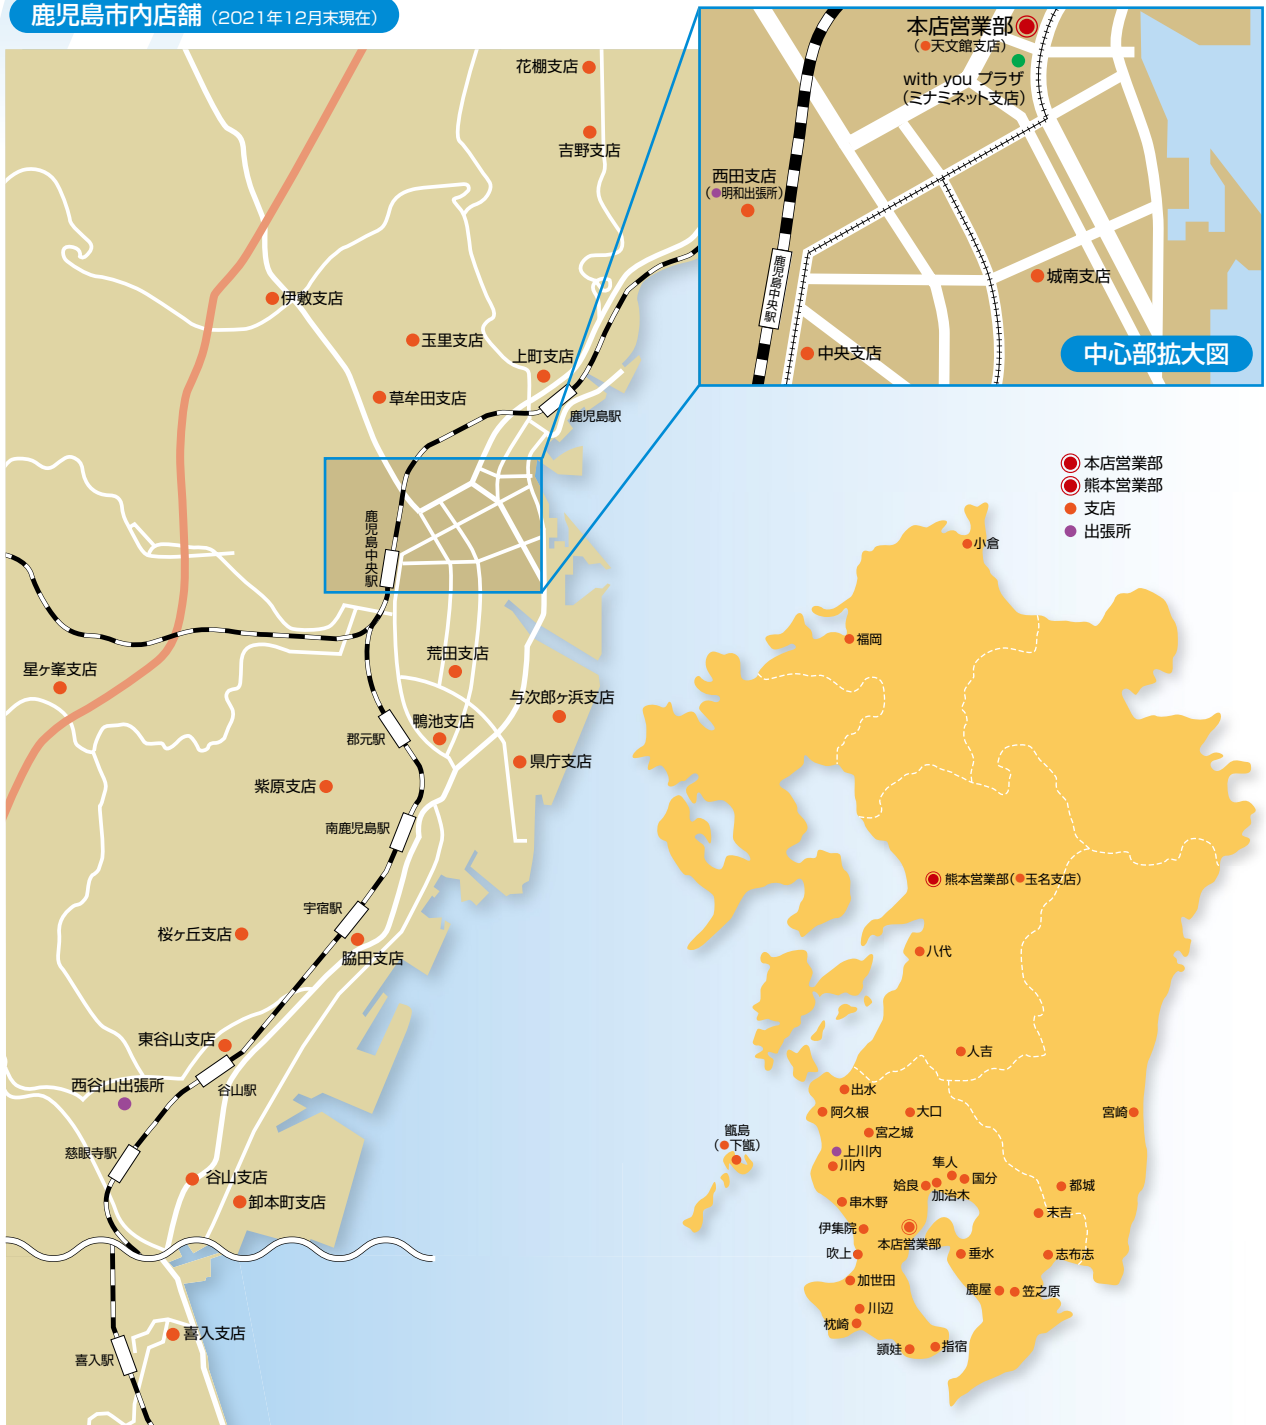 鹿児島市内店舗（2021年12月末現在）
花棚支店
吉野支店
伊敷支店
玉里支店
上町支店
草牟田支店
鹿児島駅
鹿児島中央駅
荒田支店
星ヶ峯支店
与次郎ヶ浜支店
鴨池支店
郡元駅
県庁支店
紫原支店
南鹿児島駅
宇宿駅
桜ヶ丘支店
脇田支店
東谷山支店
西谷山出張所
谷山駅
慈眼寺駅
谷山支店
卸本町支店
喜入支店
喜入駅
本店営業部
（天文館支店）
with you プラザ
（ミナミネット支店）
西田支店
（明和出張所）
鹿児島中央駅
城南支店
中央支店
中心部拡大図
本店営業部
熊本営業部
支店
出張所
小倉
福岡
熊本営業部（玉名支店）
八代
人吉
出水
阿久根
大口
宮崎
宮之城
甑島
（下甑）
上川内
川内
隼人
国分
姶良
加治木
都城
串木野
末吉
伊集院
本店営業部
吹上
垂水
志布志
加世田
鹿屋
笠之原
川辺
枕崎
頴娃
指宿